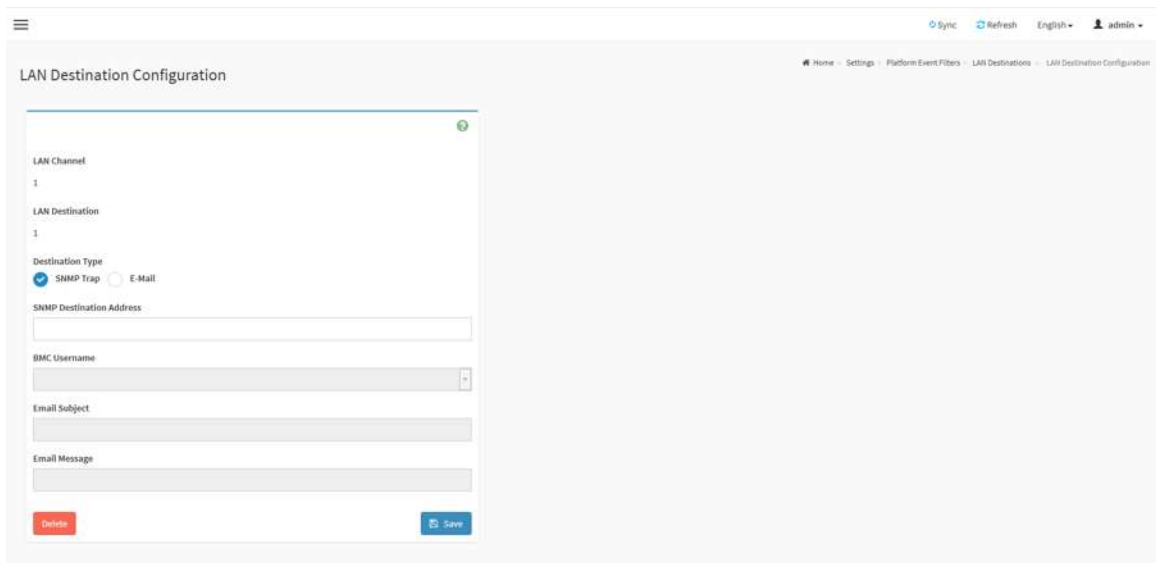 Sync Refresh English admin
Home Settings Platform Event Filters LAN Destinations LAN Destination Configuration
LAN Destination Configuration
LAN Channel
1
LAN Destination
1
Destination Type
SNMP Trap E-Mail
SNMP Destination Address
BMC Username
Email Subject
Email Message
Delete Save